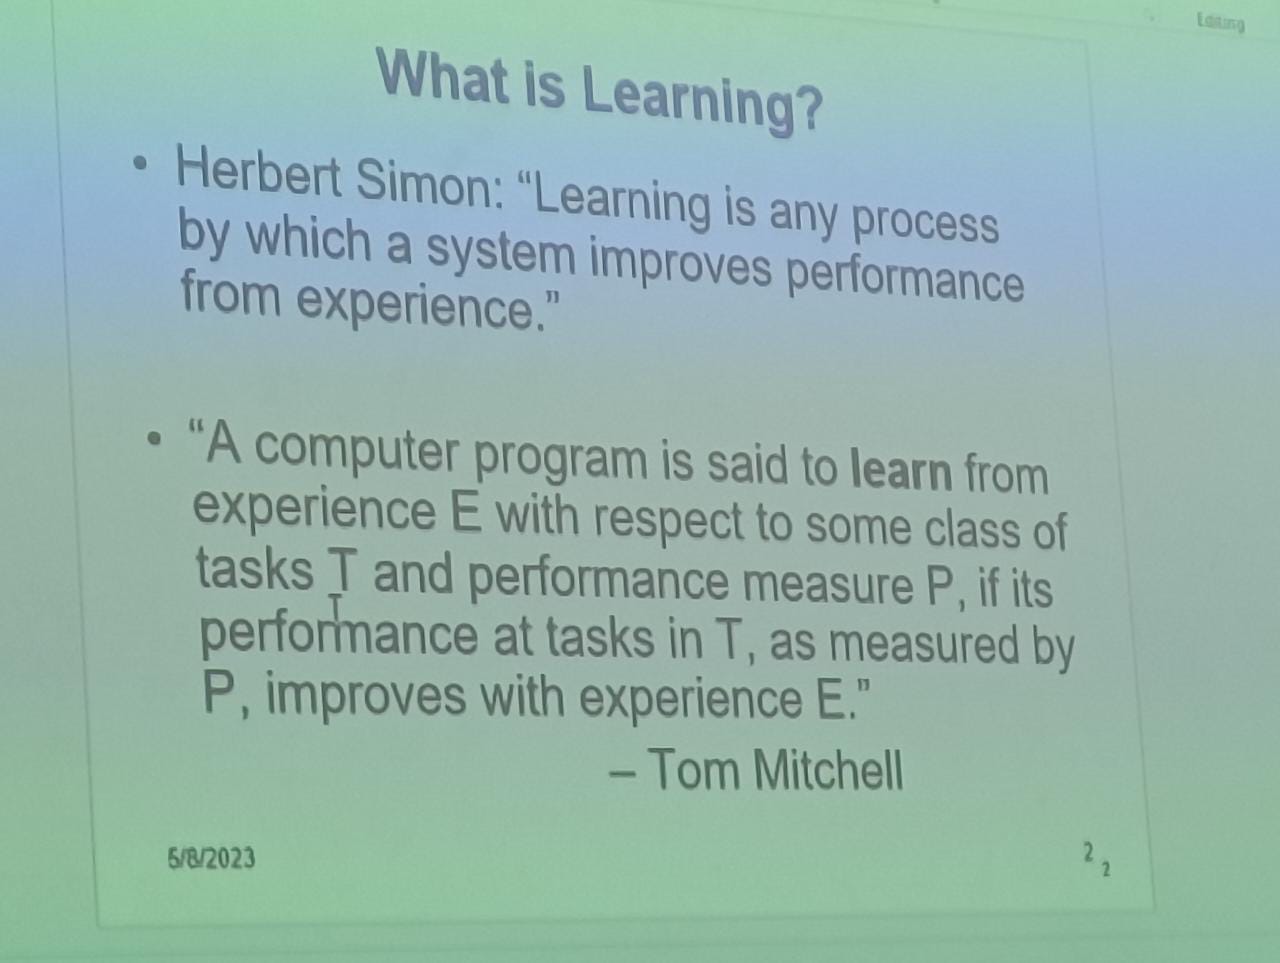 Editing
What is Learning?
• Herbert Simon: “Learning is any process
by which a system improves performance
from experience.”
• “A computer program is said to learn from
experience E with respect to some class of
tasks T and performance measure P, if its
performance at tasks in T, as measured by
P, improves with experience E.”
– Tom Mitchell
5/8/2023
2
2